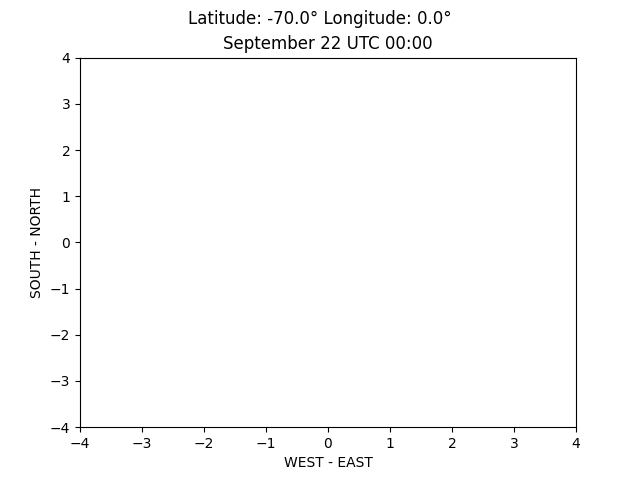 Latitude: -70.0° Longitude: 0.0°
September 22 UTC 00:00
4
3
2
1
0
−1
−2
−3
−4
SOUTH - NORTH
−4 −3 −2 −1 0 1 2 3 4
WEST - EAST